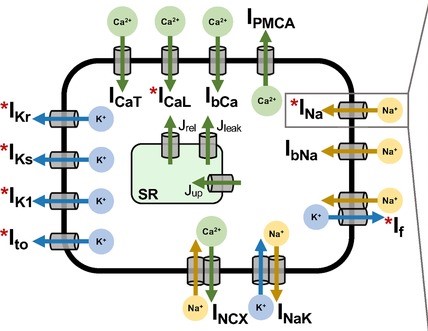 I_PMCA
Ca²⁺ Ca²⁺ Ca²⁺
Ca²⁺
I_CaT *I_CaL I_bCa
*I_Na Na⁺
*I_Kr K⁺
J_rel J_leak
I_bNa Na⁺
*I_Ks K⁺
J_up
SR
*I_K1 K⁺
Na⁺
K⁺ *I_f
*I_to K⁺
Ca²⁺ Na⁺
Na⁺ I_NCX K⁺ I_NaK